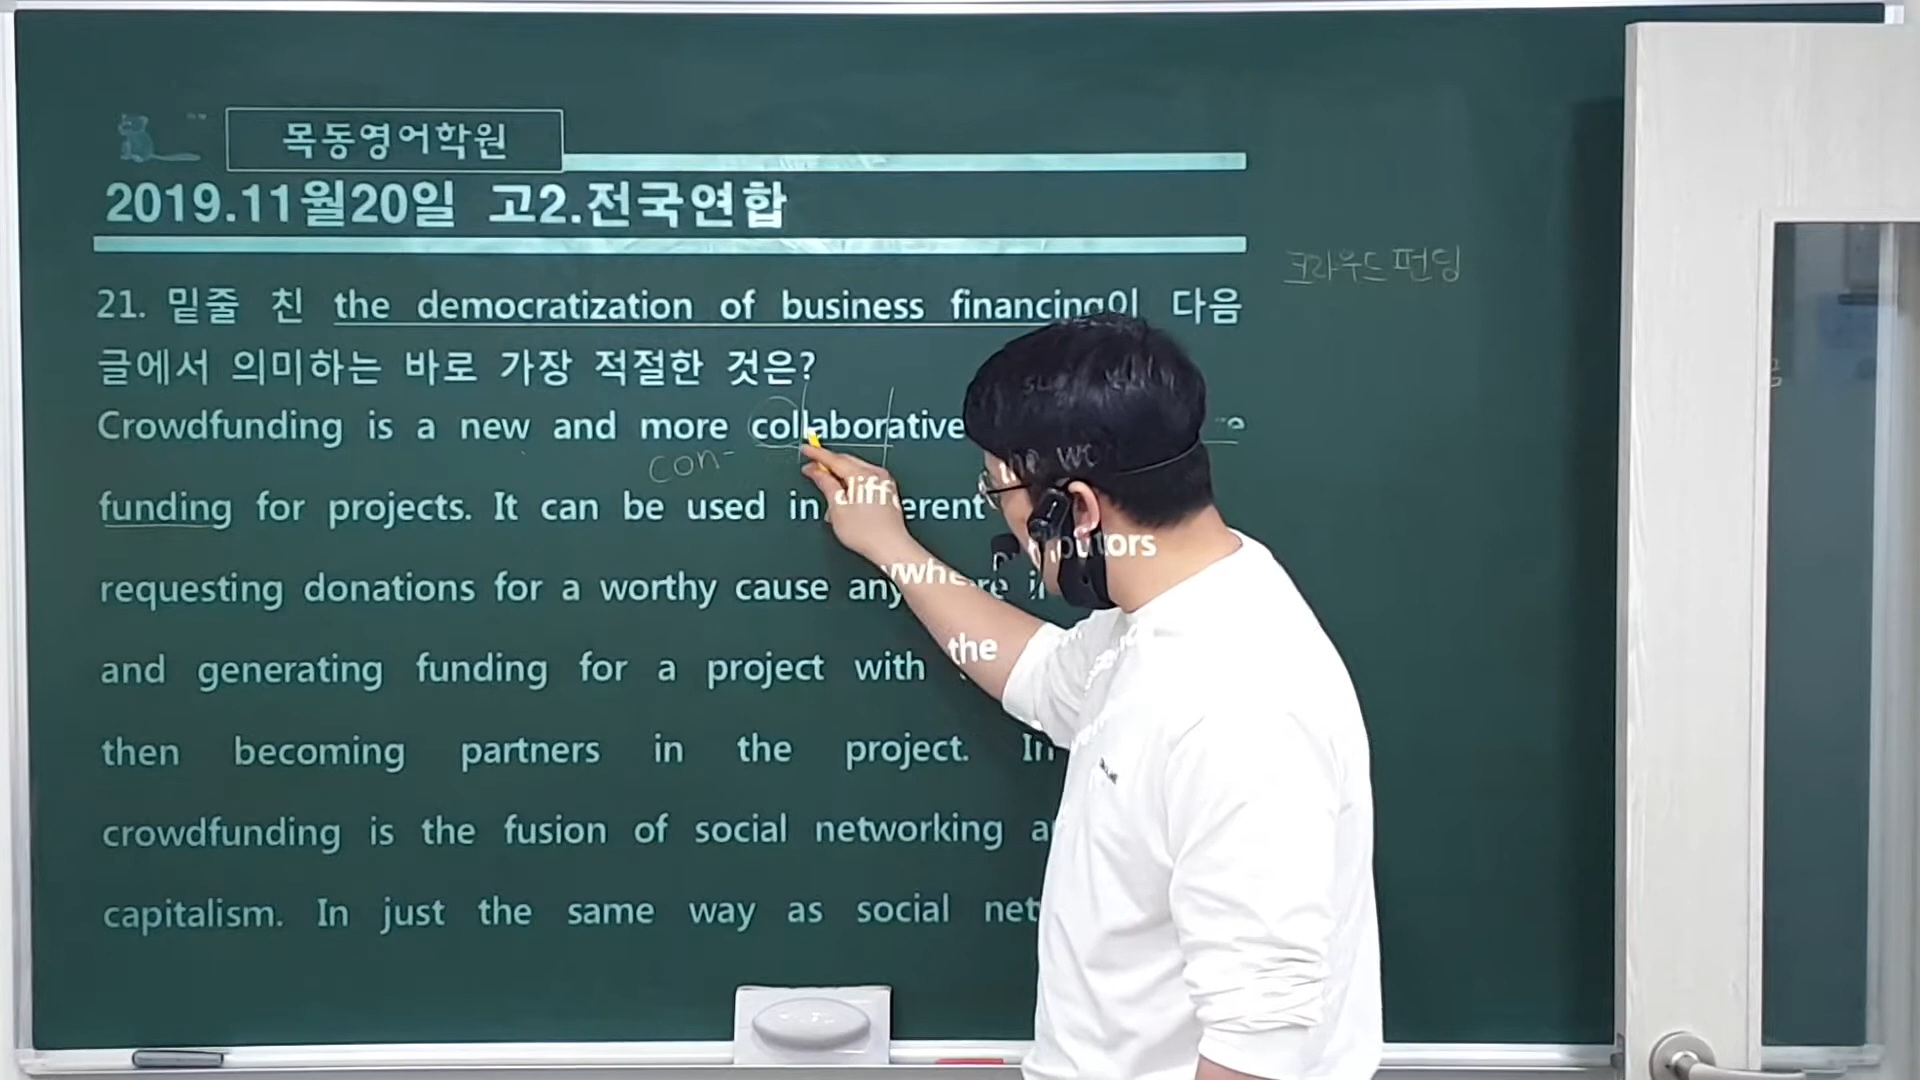 목동영어학원
2019.11월20일 고2.전국연합
크라우드 펀딩
21. 밑줄 친 the democratization of business financing이 다음
글에서 의미하는 바로 가장 적절한 것은?
Crowdfunding is a new and more collaborative
con-
funding for projects. It can be used in different
requesting donations for a worthy cause anywhere
and generating funding for a project with the
then becoming partners in the project. In
crowdfunding is the fusion of social networking
capitalism. In just the same way as social